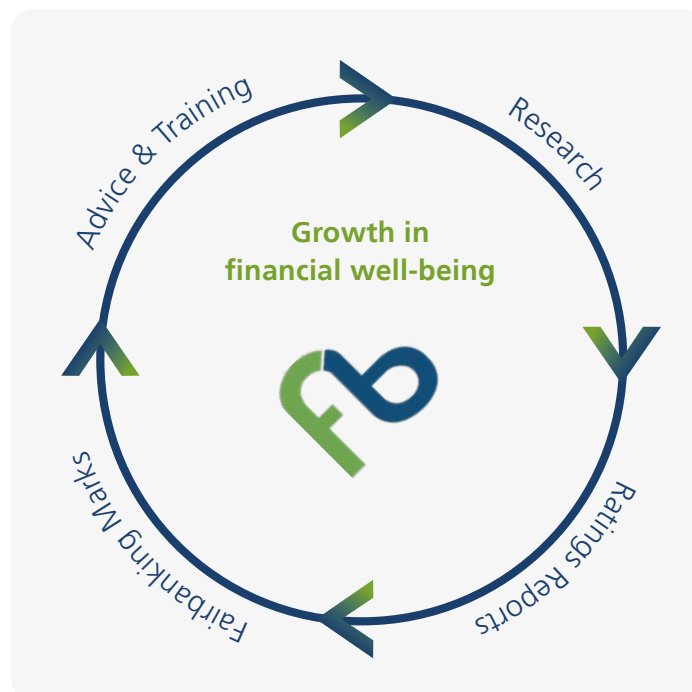 Growth in
financial well-being
Research
Ratings Reports
Fairbanking Marks
Advice & Training